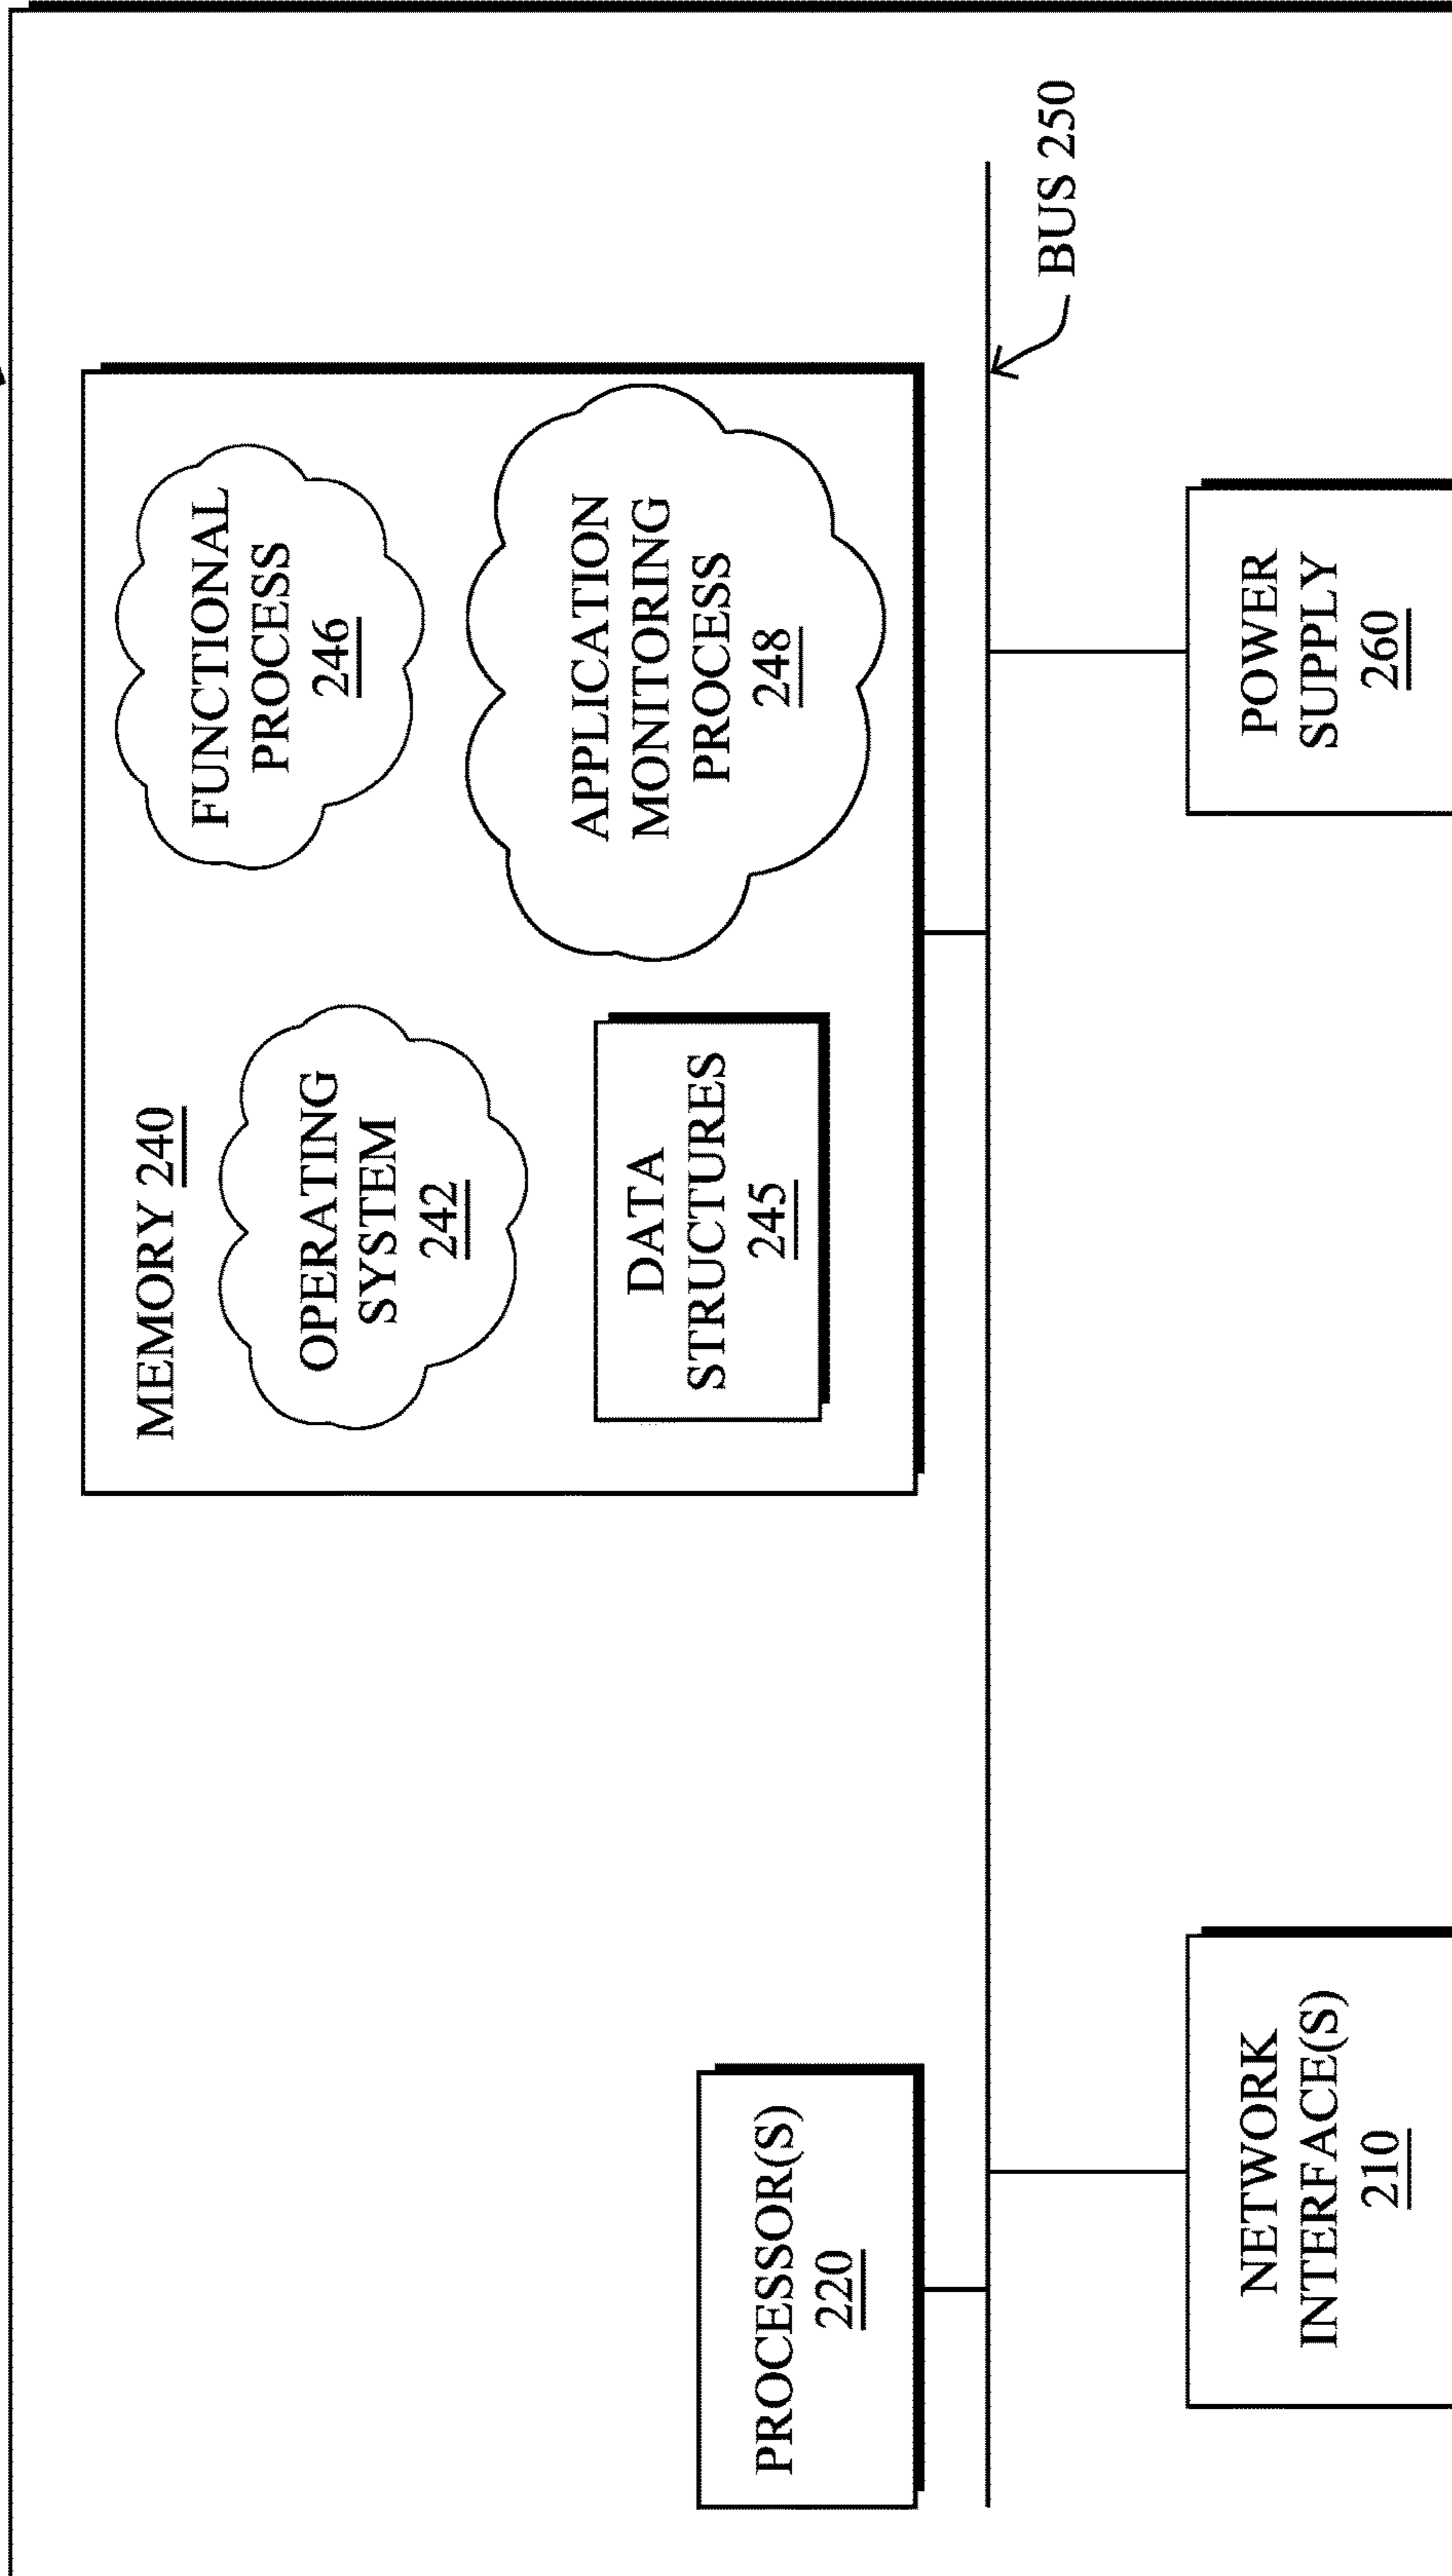 MEMORY 240
OPERATING
SYSTEM
242
FUNCTIONAL
PROCESS
246
DATA
STRUCTURES
245
APPLICATION
MONITORING
PROCESS
248
PROCESSOR(S)
220
BUS 250
NETWORK
INTERFACE(S)
210
POWER
SUPPLY
260